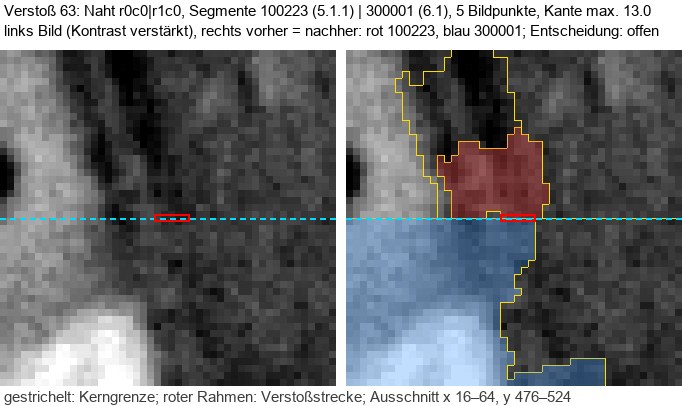 Verstoß 63: Naht r0c0|r1c0, Segmente 100223 (5.1.1) | 300001 (6.1), 5 Bildpunkte, Kante max. 13.0
links Bild (Kontrast verstärkt), rechts vorher = nachher: rot 100223, blau 300001; Entscheidung: offen
gestrichelt: Kerngrenze; roter Rahmen: Verstoßstrecke; Ausschnitt x 16–64, y 476–524